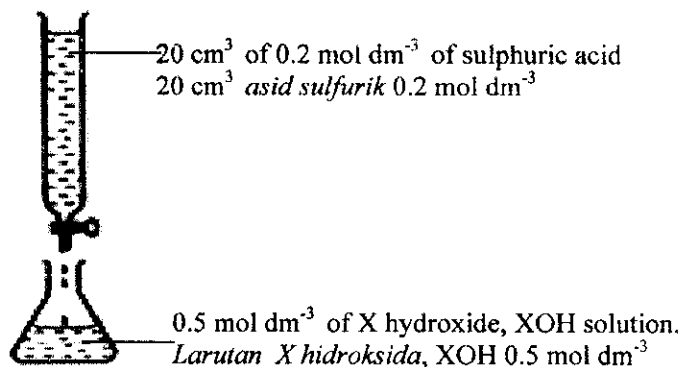 20 cm³ of 0.2 mol dm⁻³ of sulphuric acid
20 cm³ asid sulfurik 0.2 mol dm⁻³
0.5 mol dm⁻³ of X hydroxide, XOH solution.
Larutan X hidroksida, XOH 0.5 mol dm⁻³